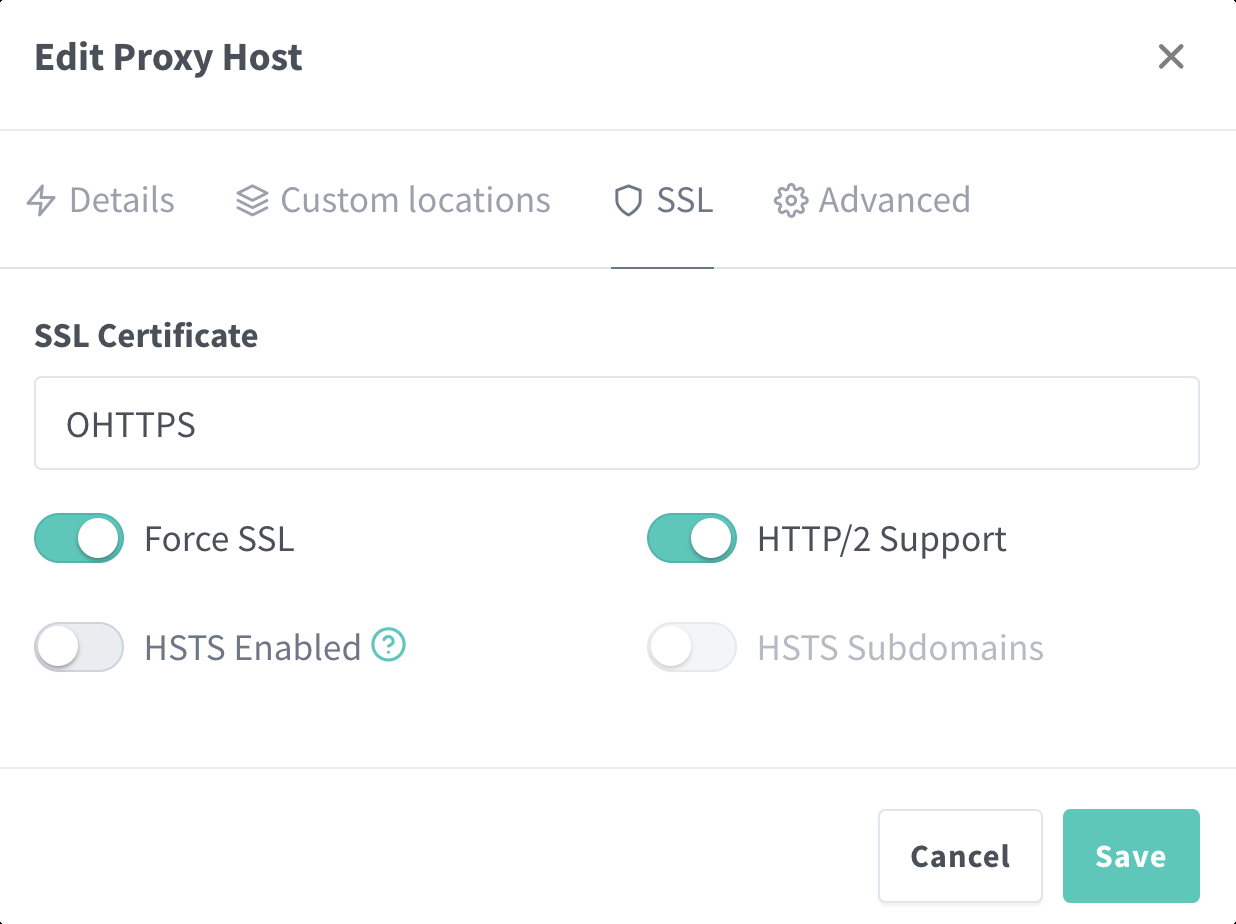 Edit Proxy Host
Details Custom locations SSL Advanced
SSL Certificate
OHTTPS
Force SSL HTTP/2 Support
HSTS Enabled ? HSTS Subdomains
Cancel Save